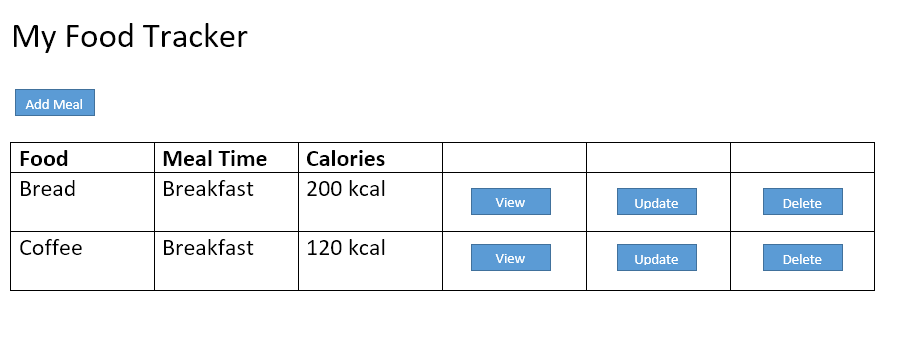 My Food Tracker
Add Meal
Food Meal Time Calories
Bread Breakfast 200 kcal View Update Delete
Coffee Breakfast 120 kcal View Update Delete